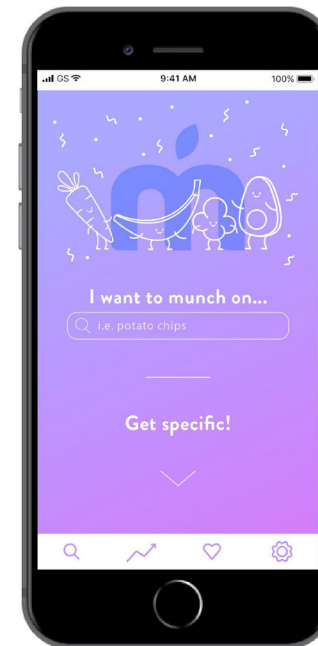 GS 9:41 AM 100%
m
I want to munch on...
i.e. potato chips
Get specific!